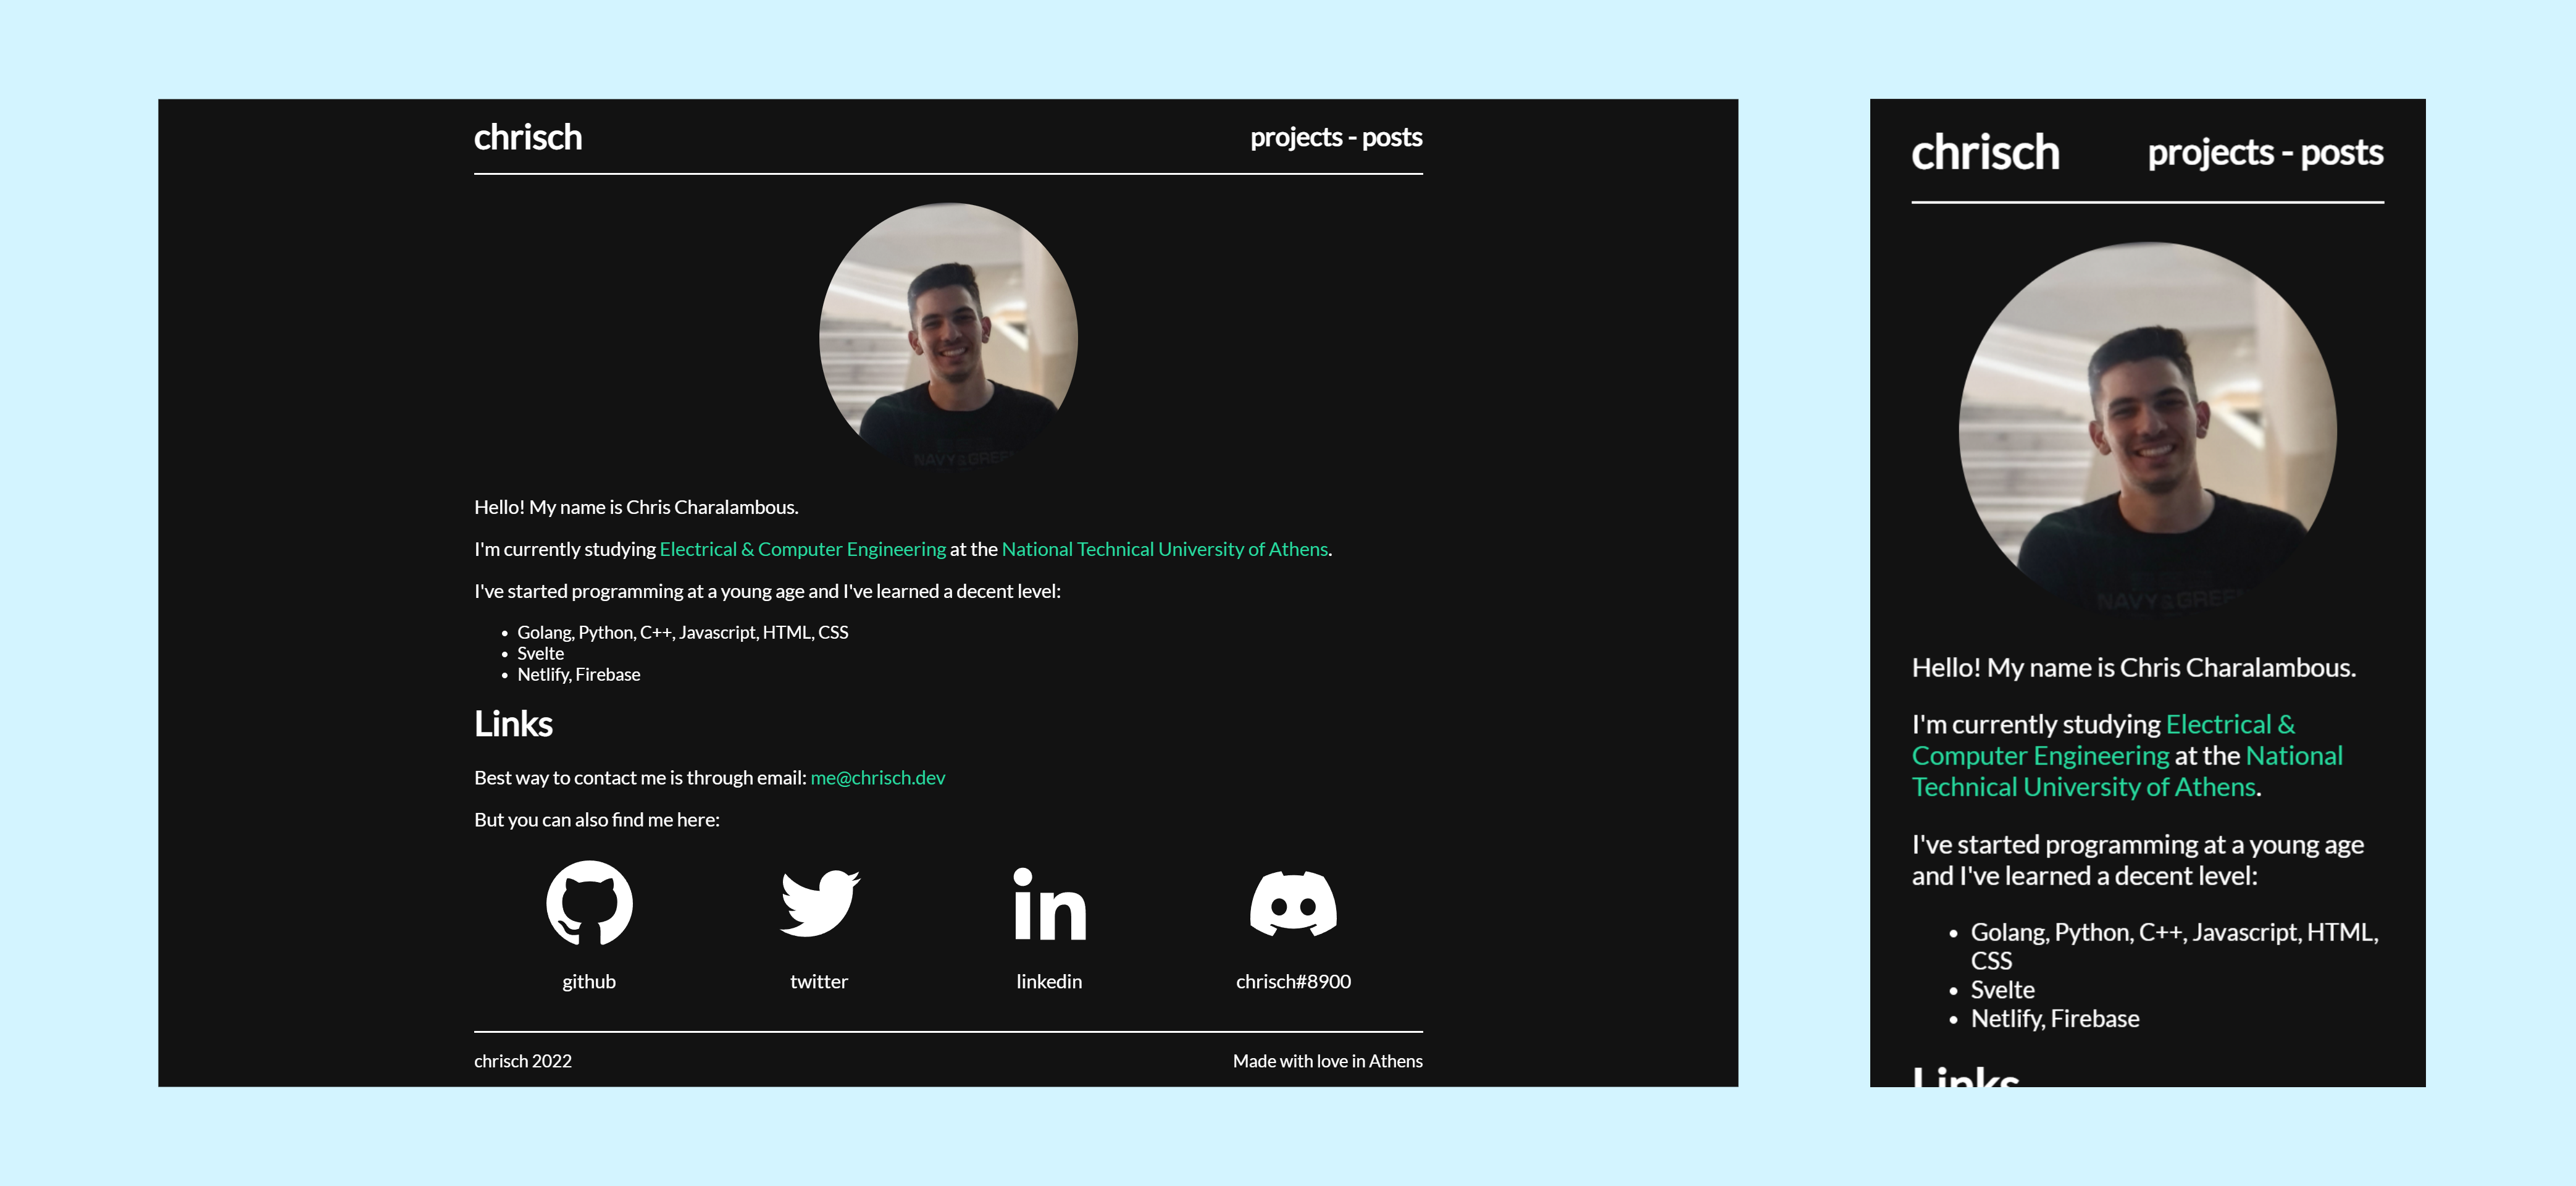 chrisch
projects - posts
NAVY&GREEN
Hello! My name is Chris Charalambous.
I'm currently studying Electrical & Computer Engineering at the National Technical University of Athens.
I've started programming at a young age and I've learned a decent level:
• Golang, Python, C++, Javascript, HTML, CSS
• Svelte
• Netlify, Firebase
Links
Best way to contact me is through email: me@chrisch.dev
But you can also find me here:
in
github
twitter
linkedin
chrisch#8900
chrisch 2022
Made with love in Athens
chrisch
projects - posts
NAVY&GREE
Hello! My name is Chris Charalambous.
I'm currently studying Electrical &
Computer Engineering at the National
Technical University of Athens.
I've started programming at a young age
and I've learned a decent level:
• Golang, Python, C++, Javascript, HTML,
CSS
• Svelte
• Netlify, Firebase
Links